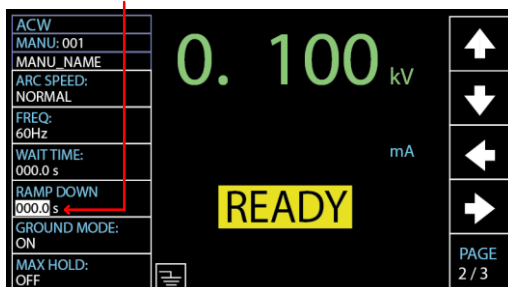 ACW
MANU: 001
MANU_NAME
ARC SPEED:
NORMAL
FREQ:
60Hz
WAIT TIME:
000.0 s
RAMP DOWN
000.0 s
GROUND MODE:
ON
MAX HOLD:
OFF
0. 100 kV
mA
READY
PAGE
2 / 3